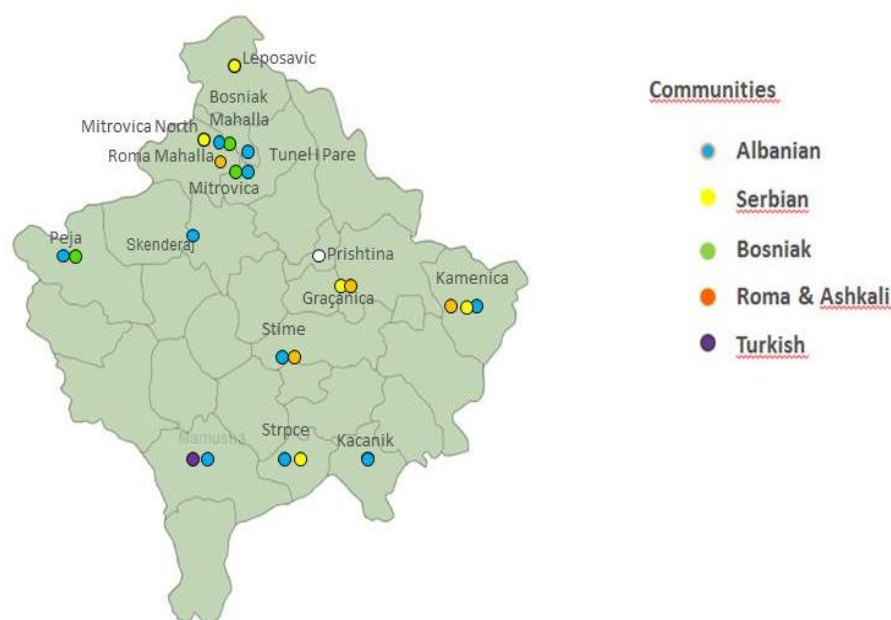 Leposavic
Bosniak
Mahalla
Mitrovica North
Roma Mahalla
Tunel I Pare
Mitrovica
Peja
Skenderaj
Prishtina
Kamenica
Graçanica
Stime
Mamusha
Strpce
Kacanik
Communities
Albanian
Serbian
Bosniak
Roma & Ashkali
Turkish